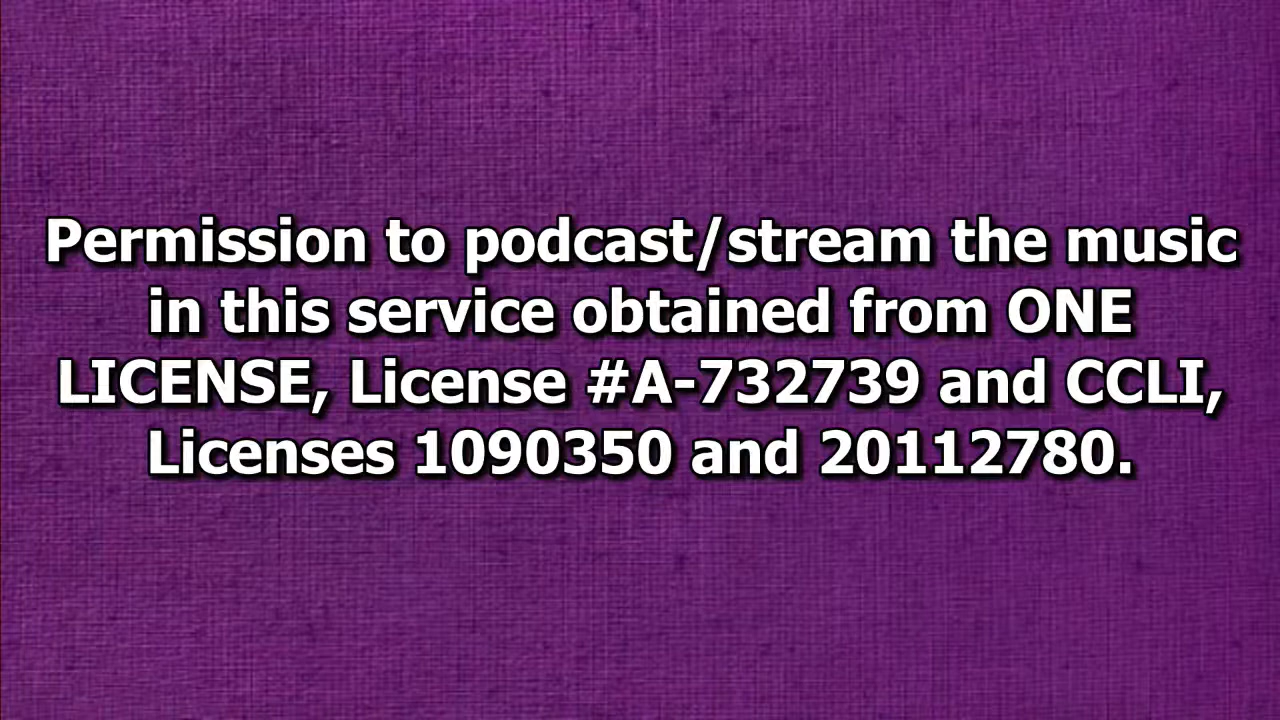 Permission to podcast/stream the music
in this service obtained from ONE
LICENSE, License #A-732739 and CCLI,
Licenses 1090350 and 20112780.